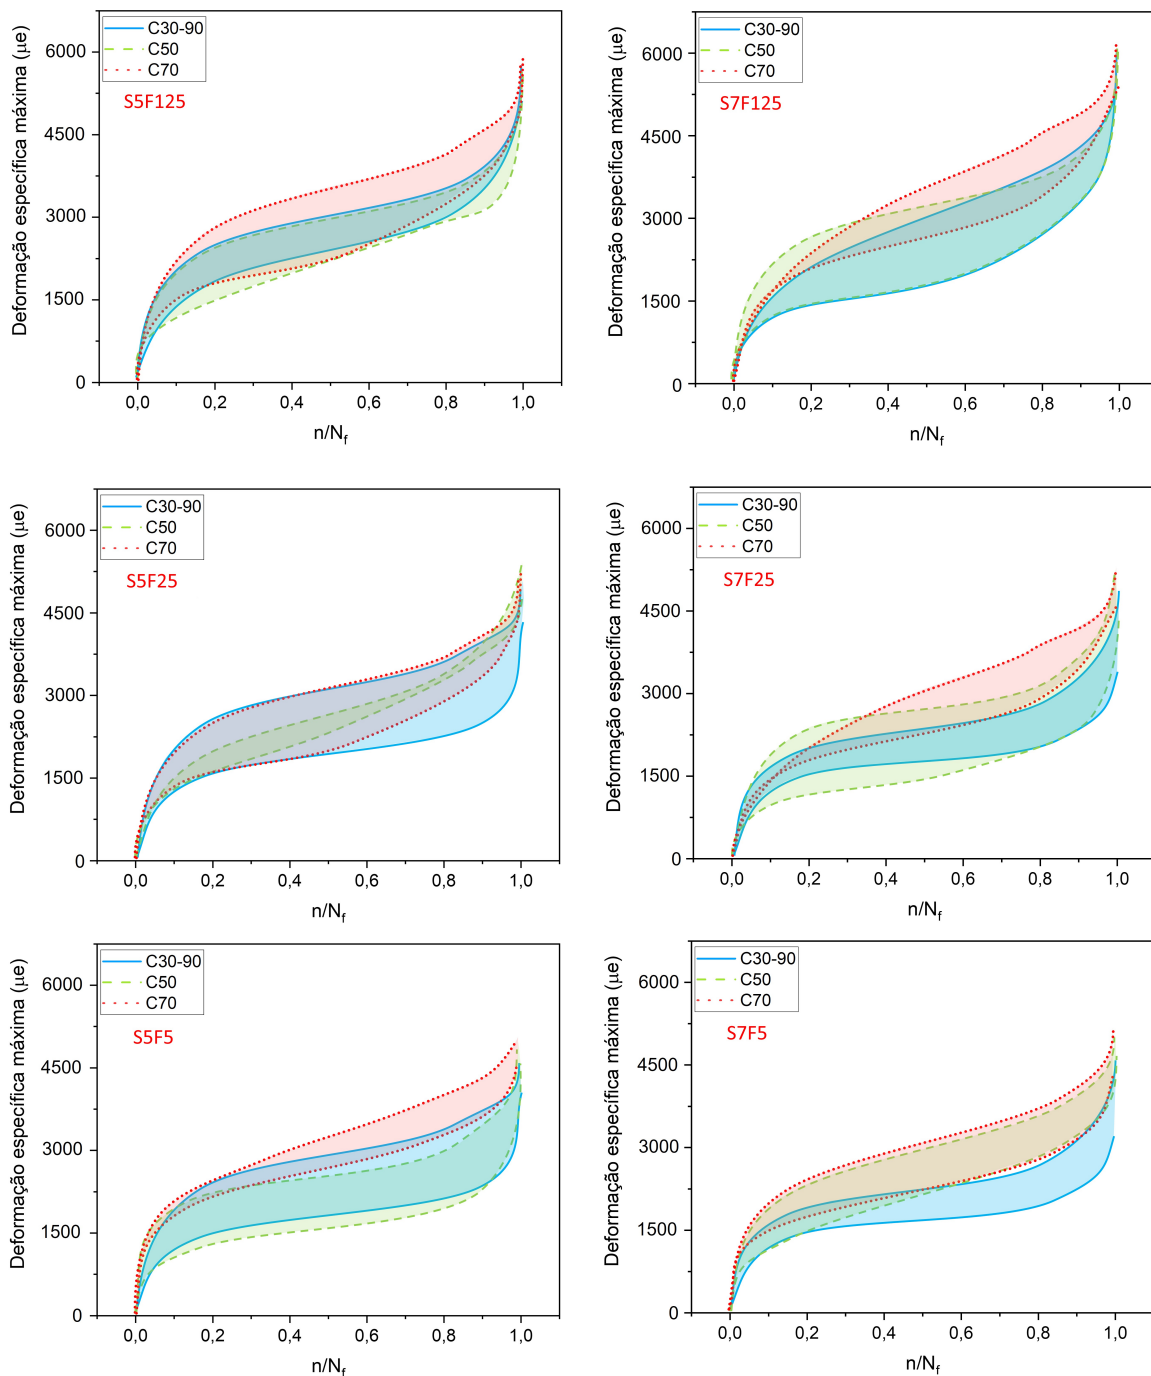 Deformação específica máxima (με)
6000
4500
3000
1500
0
C30-90
C50
C70
S5F125
0,0 0,2 0,4 0,6 0,8 1,0
n/Nf
Deformação específica máxima (με)
6000
4500
3000
1500
0
C30-90
C50
C70
S7F125
0,0 0,2 0,4 0,6 0,8 1,0
n/Nf
Deformação específica máxima (με)
6000
4500
3000
1500
0
C30-90
C50
C70
S5F25
0,0 0,2 0,4 0,6 0,8 1,0
n/Nf
Deformação específica máxima (με)
6000
4500
3000
1500
0
C30-90
C50
C70
S7F25
0,0 0,2 0,4 0,6 0,8 1,0
n/Nf
Deformação específica máxima (με)
6000
4500
3000
1500
0
C30-90
C50
C70
S5F5
0,0 0,2 0,4 0,6 0,8 1,0
n/Nf
Deformação específica máxima (με)
6000
4500
3000
1500
0
C30-90
C50
C70
S7F5
0,0 0,2 0,4 0,6 0,8 1,0
n/Nf